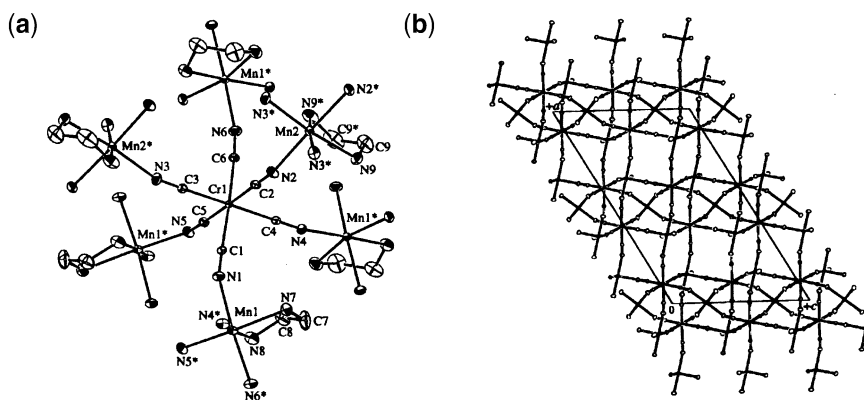 (a)
(b)
Mn1*
N2*
N9*
N3*
Mn2
C9*
C9
N6
Mn2*
N3*
N9
C6
N3
C3
N2
Cr1
C2
Mn1*
Mn1*
N5
C5
C4
N4
C1
N1
N7
Mn1
N4*
C8
C7
N8
N5*
N6*
+a
0
+c